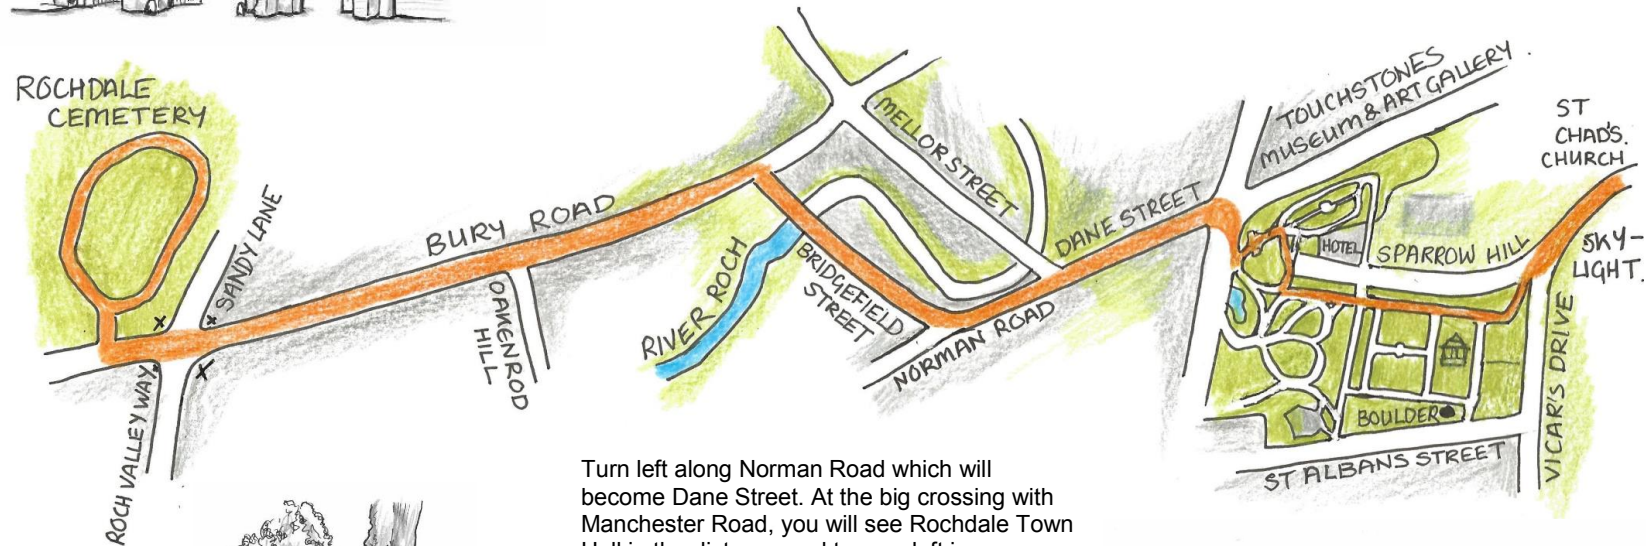 ROCHDALE
CEMETERY
SANDY LANE
ROCH VALLEY WAY
BURY ROAD
OAKENROD
HILL
RIVER ROCH
BRIDGEFIELD
STREET
NORMAN ROAD
MELLOR STREET
DANE STREET
TOUCHSTONES
MUSEUM & ART GALLERY
HOTEL
SPARROW HILL
ST
CHAD'S.
CHURCH
SKY-
LIGHT.
BOULDER
ST ALBANS STREET
VICAR'S DRIVE
Turn left along Norman Road which will
become Dane Street. At the big crossing with
Manchester Road, you will see Rochdale Town